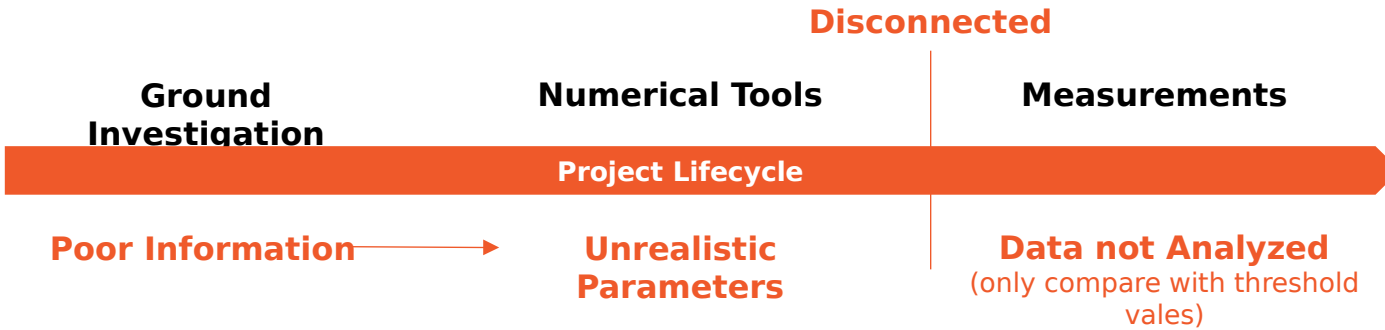 Disconnected
Ground
Investigation
Numerical Tools
Measurements
Project Lifecycle
Poor Information
Unrealistic
Parameters
Data not Analyzed
(only compare with threshold
vales)